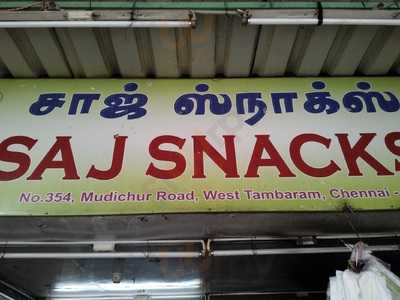 சாஜ் ஸ்நாக்ஸ்
SAJ SNACKS
No.354, Mudichur Road, West Tambaram, Chennai -